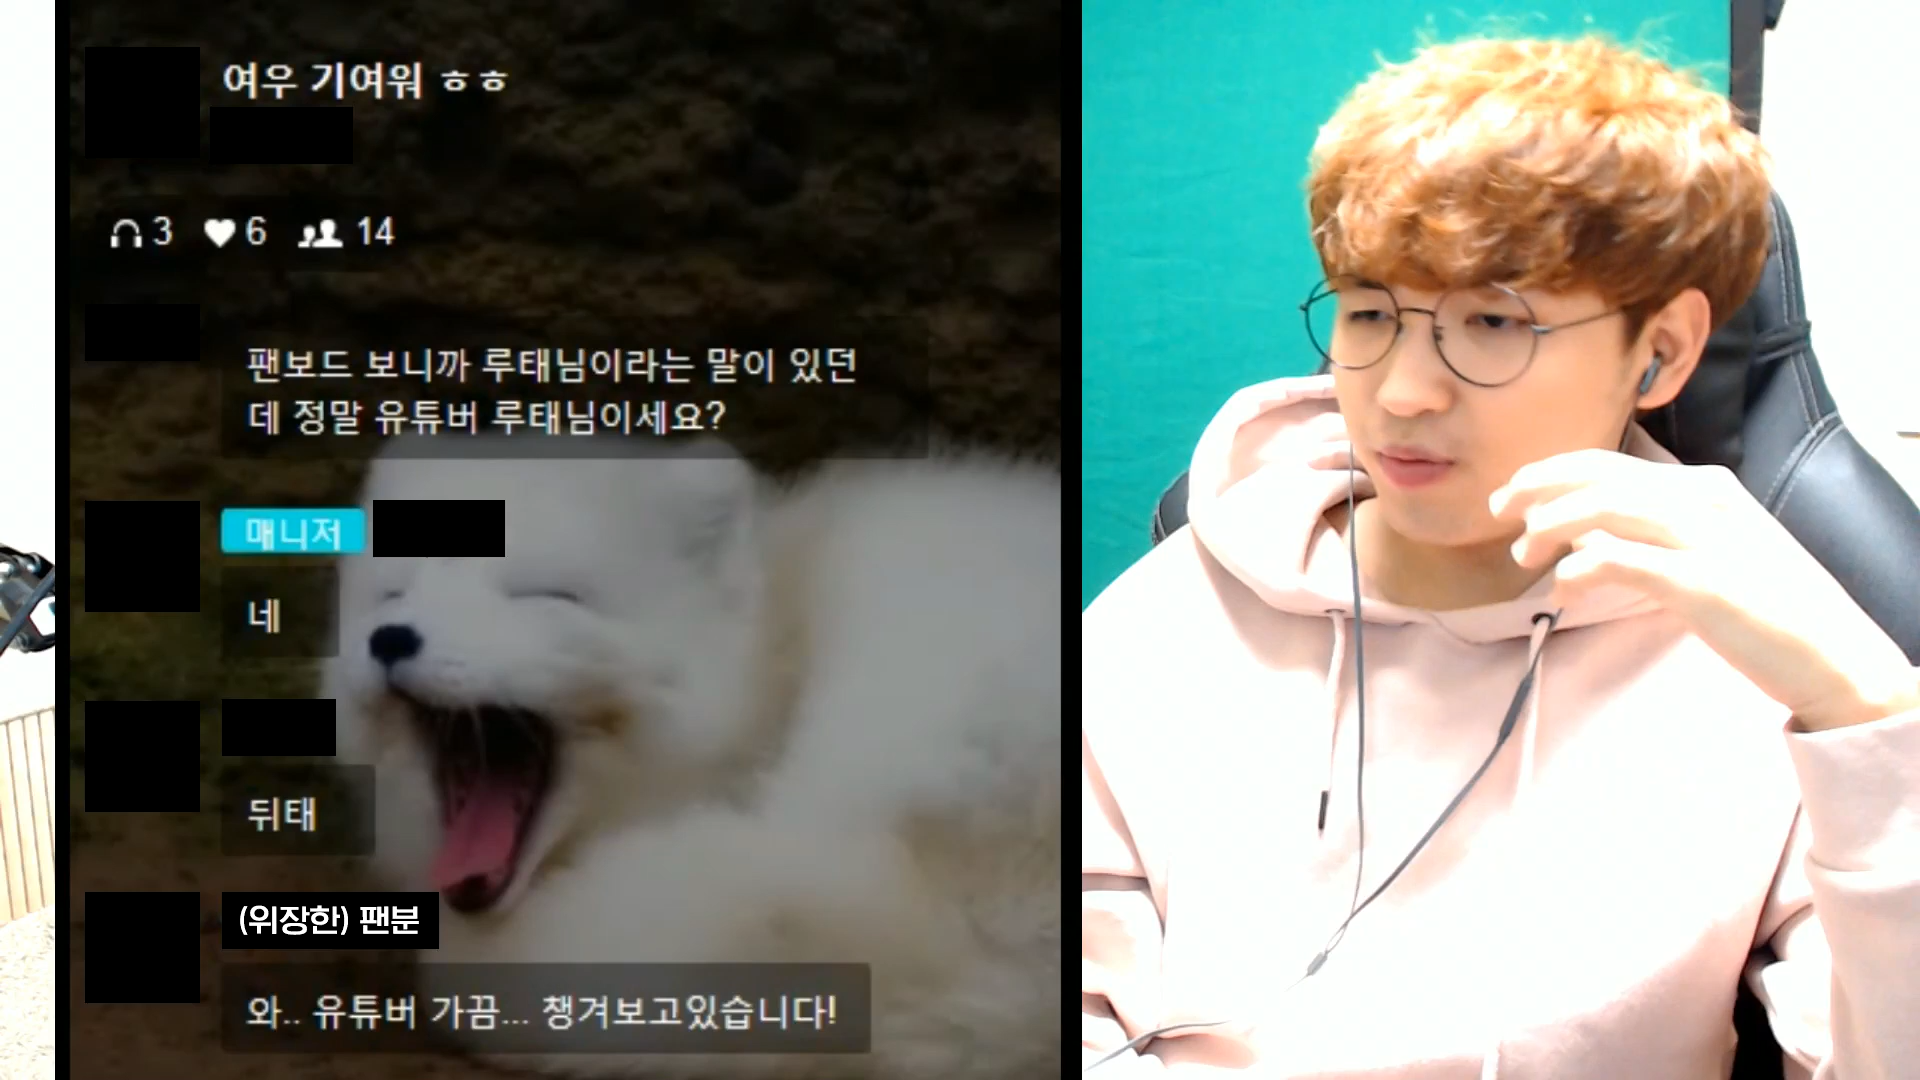 여우 기여워 ㅎㅎ
3 6 14
팬보드 보니까 루태님이라는 말이 있던
데 정말 유튜버 루태님이세요?
매니저
네
뒤태
(위장한) 팬분
와.. 유튜버 가끔... 챙겨보고있습니다!